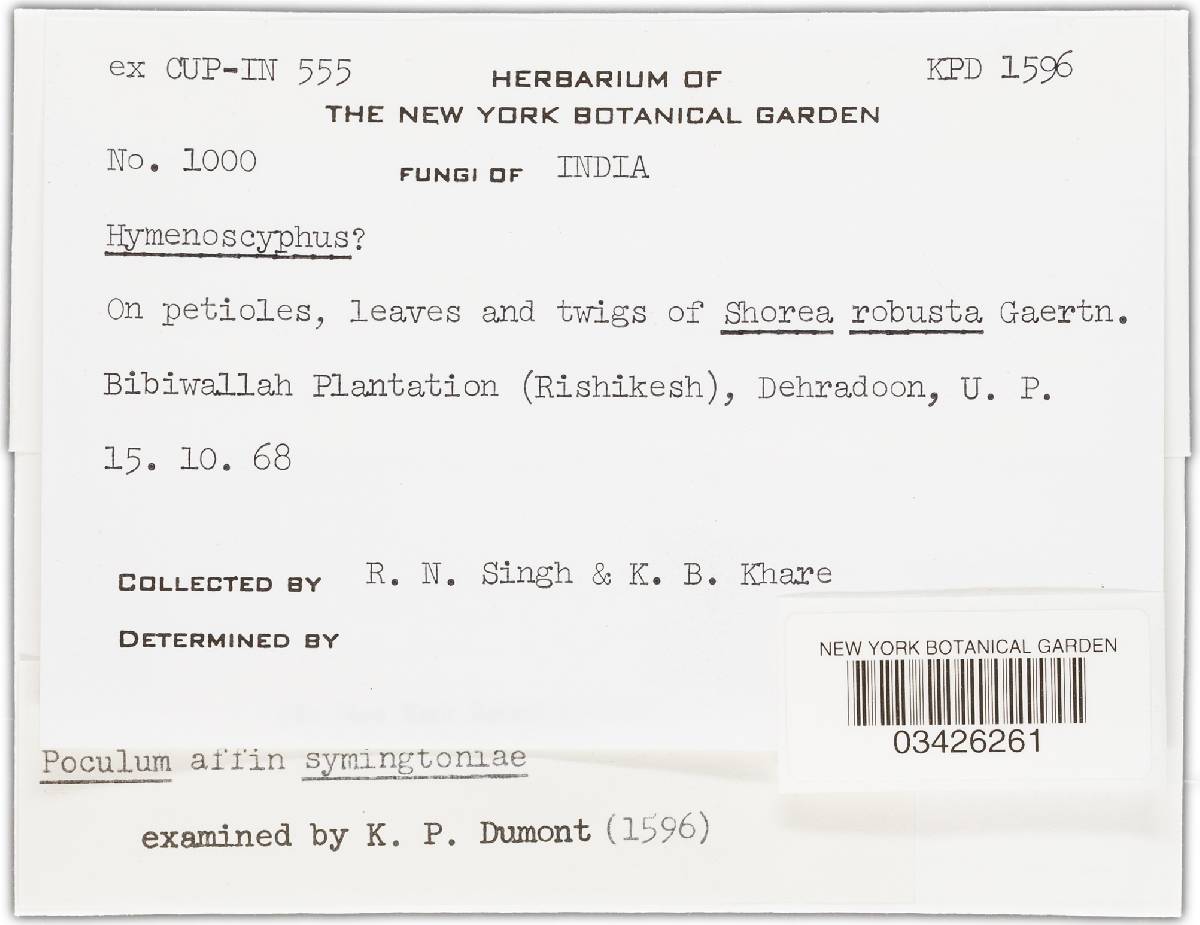 ex CUP-IN 555
KPD 1596
HERBARIUM OF
THE NEW YORK BOTANICAL GARDEN
No. 1000
FUNGI OF INDIA
Hymenoscyphus?
On petioles, leaves and twigs of Shorea robusta Gaertn.
Bibiwallah Plantation (Rishikesh), Dehradoon, U. P.
15. 10. 68
COLLECTED BY R. N. Singh & K. B. Khare
DETERMINED BY
NEW YORK BOTANICAL GARDEN
03426261
Poculum affin symingtoniae
examined by K. P. Dumont (1596)